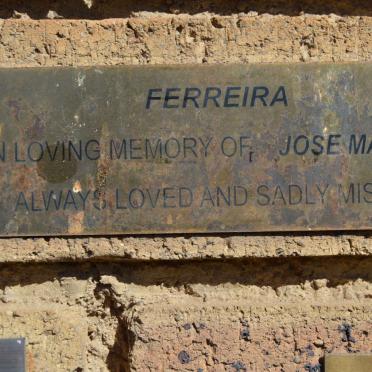 FERREIRA
N LOVING MEMORY OF, JOSE MA
ALWAYS LOVED AND SADLY MIS